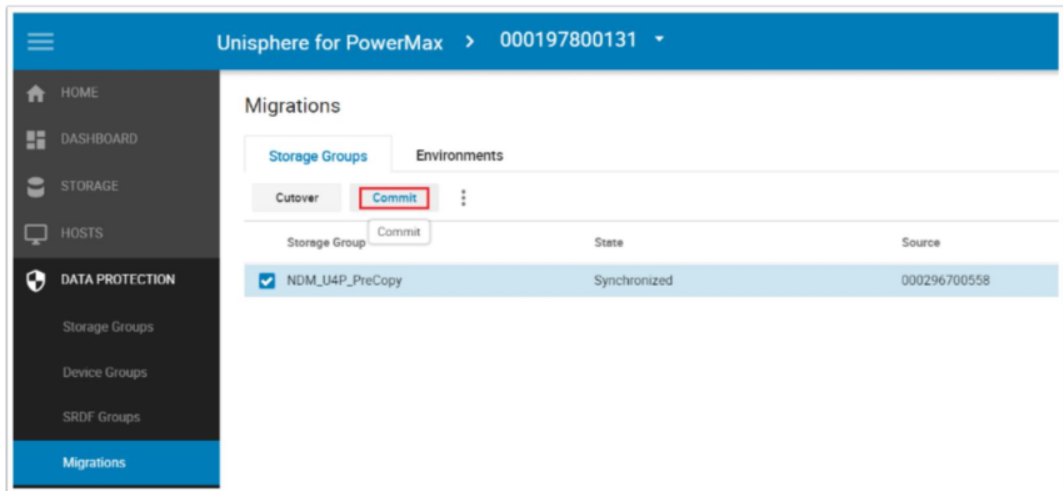 Unisphere for PowerMax > 000197800131
HOME
DASHBOARD
STORAGE
HOSTS
DATA PROTECTION
Storage Groups
Device Groups
SRDF Groups
Migrations
Migrations
Storage Groups Environments
Cutover Commit
Commit
Storage Group State Source
NDM_U4P_PreCopy Synchronized 000296700558